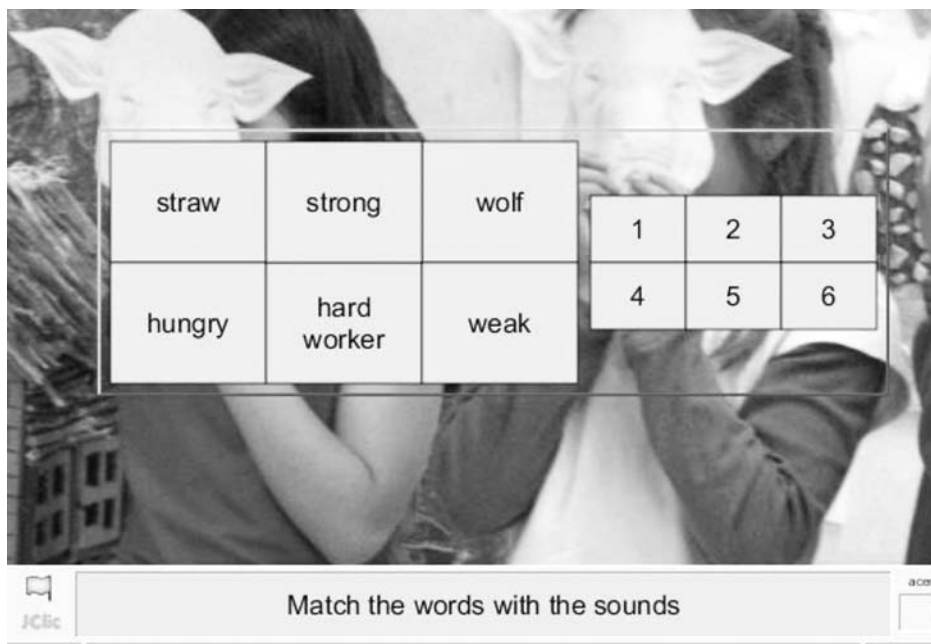 straw strong wolf
1 2 3
4 5 6
hungry hard worker weak
JClic
Match the words with the sounds